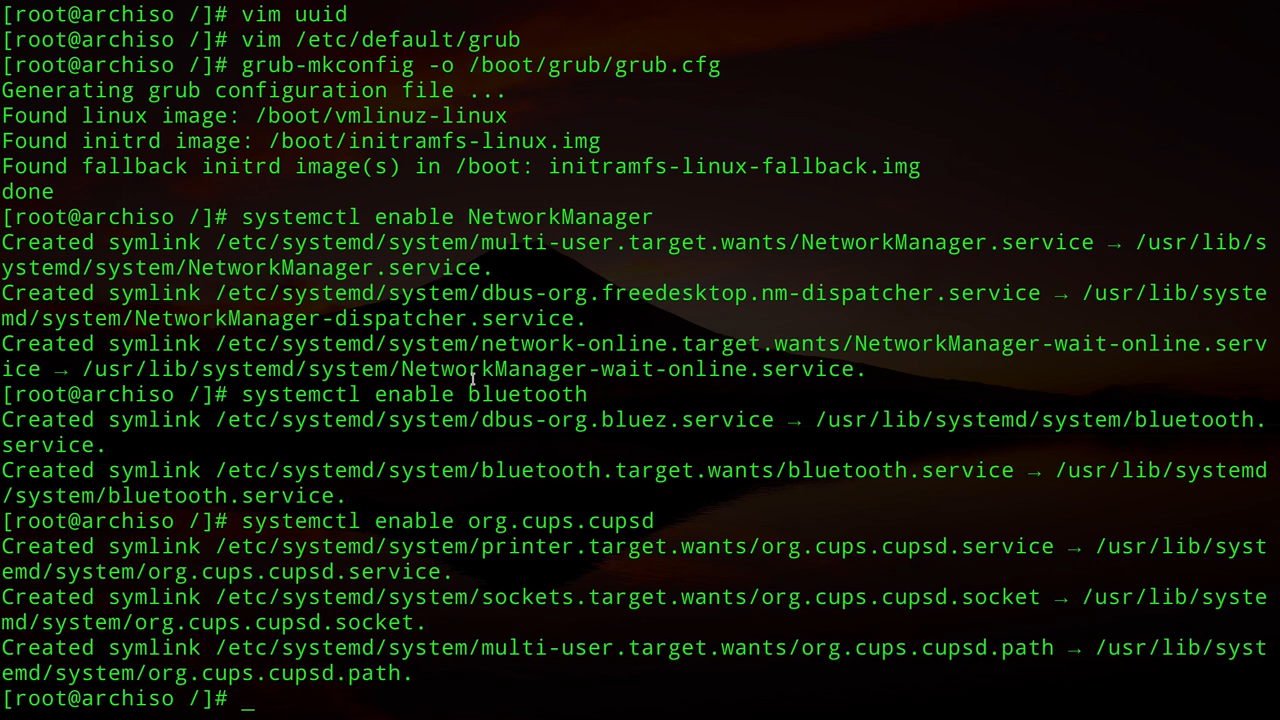 [root@archiso /]# vim uuid
[root@archiso /]# vim /etc/default/grub
[root@archiso /]# grub-mkconfig -o /boot/grub/grub.cfg
Generating grub configuration file ...
Found linux image: /boot/vmlinuz-linux
Found initrd image: /boot/initramfs-linux.img
Found fallback initrd image(s) in /boot: initramfs-linux-fallback.img
done
[root@archiso /]# systemctl enable NetworkManager
Created symlink /etc/systemd/system/multi-user.target.wants/NetworkManager.service → /usr/lib/s
ystemd/system/NetworkManager.service.
Created symlink /etc/systemd/system/dbus-org.freedesktop.nm-dispatcher.service → /usr/lib/syste
md/system/NetworkManager-dispatcher.service.
Created symlink /etc/systemd/system/network-online.target.wants/NetworkManager-wait-online.serv
ice → /usr/lib/systemd/system/NetworkManager-wait-online.service.
[root@archiso /]# systemctl enable bluetooth
Created symlink /etc/systemd/system/dbus-org.bluez.service → /usr/lib/systemd/system/bluetooth.
service.
Created symlink /etc/systemd/system/bluetooth.target.wants/bluetooth.service → /usr/lib/systemd
/system/bluetooth.service.
[root@archiso /]# systemctl enable org.cups.cupsd
Created symlink /etc/systemd/system/printer.target.wants/org.cups.cupsd.service → /usr/lib/syst
emd/system/org.cups.cupsd.service.
Created symlink /etc/systemd/system/sockets.target.wants/org.cups.cupsd.socket → /usr/lib/syste
md/system/org.cups.cupsd.socket.
Created symlink /etc/systemd/system/multi-user.target.wants/org.cups.cupsd.path → /usr/lib/syst
emd/system/org.cups.cupsd.path.
[root@archiso /]# _